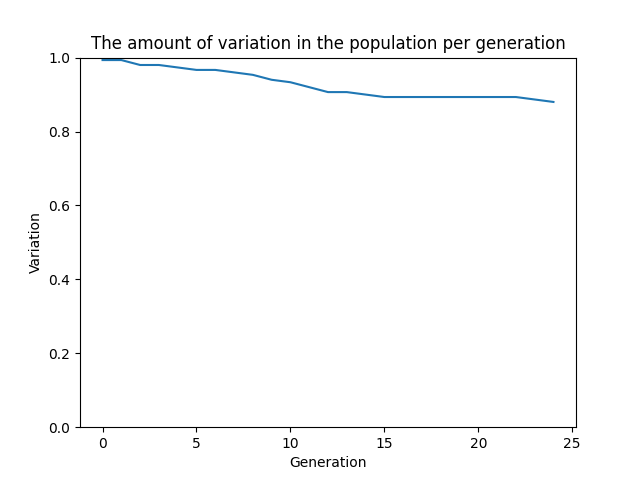 The amount of variation in the population per generation
1.0
0.8
0.6
0.4
0.2
0.0
Variation
0 5 10 15 20 25
Generation